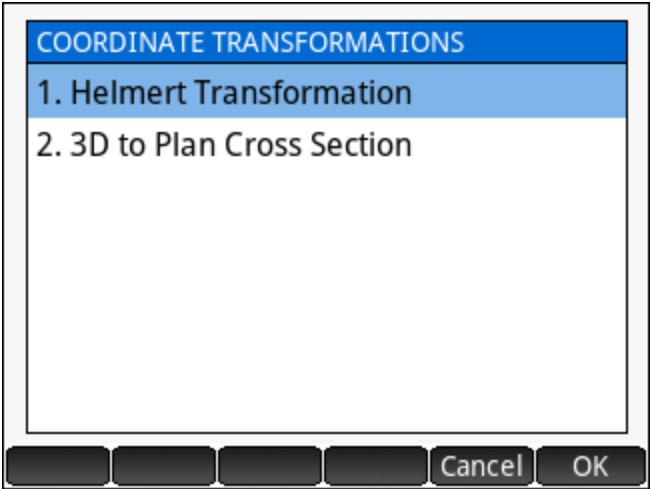 COORDINATE TRANSFORMATIONS
1. Helmert Transformation
2. 3D to Plan Cross Section
Cancel OK